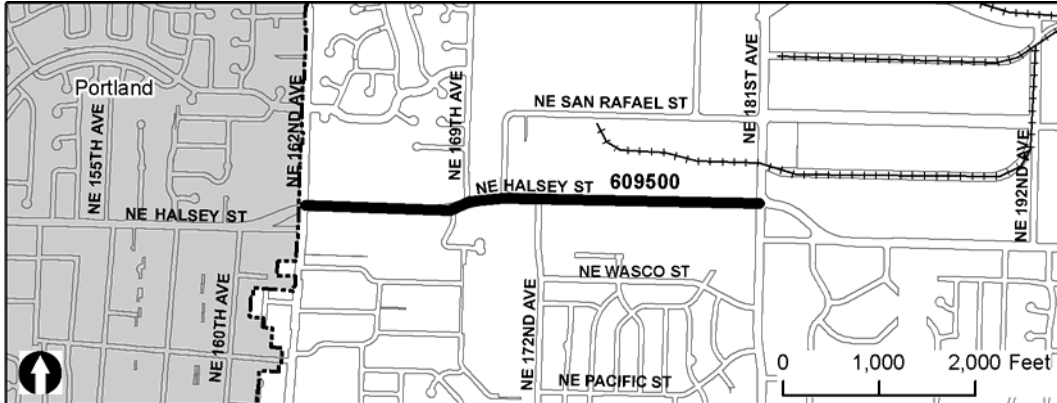 Portland
NE 155TH AVE
NE 162ND AVE
NE 169TH AVE
NE SAN RAFAEL ST
NE 181ST AVE
NE 192ND AVE
NE HALSEY ST
NE HALSEY ST
609500
NE 160TH AVE
NE WASCO ST
NE 172ND AVE
NE PACIFIC ST
0 1,000 2,000 Feet